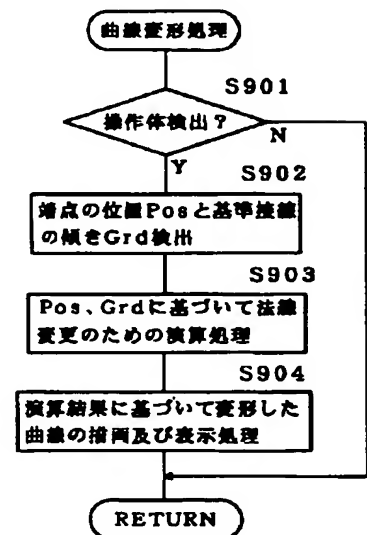 曲線変形処理
S901
操作体検出？
N
Y
S902
端点の位置Posと基準接線
の傾きGrd検出
S903
Pos、Grdに基づいて法線
変更のための演算処理
S904
演算結果に基づいて変形した
曲線の描画及び表示処理
RETURN